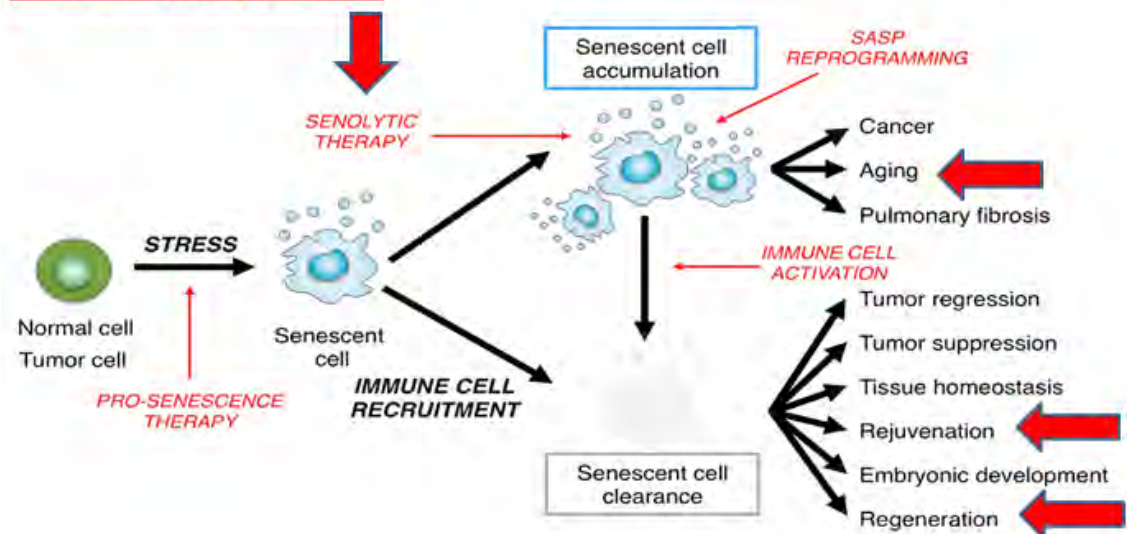 SASP
REPROGRAMMING
Senescent cell
accumulation
SENOLYTIC
THERAPY
Cancer
Aging
Pulmonary fibrosis
STRESS
IMMUNE CELL
ACTIVATION
Normal cell
Tumor cell
Senescent
cell
PRO-SENESCENCE
THERAPY
IMMUNE CELL
RECRUITMENT
Senescent cell
clearance
Tumor regression
Tumor suppression
Tissue homeostasis
Rejuvenation
Embryonic development
Regeneration